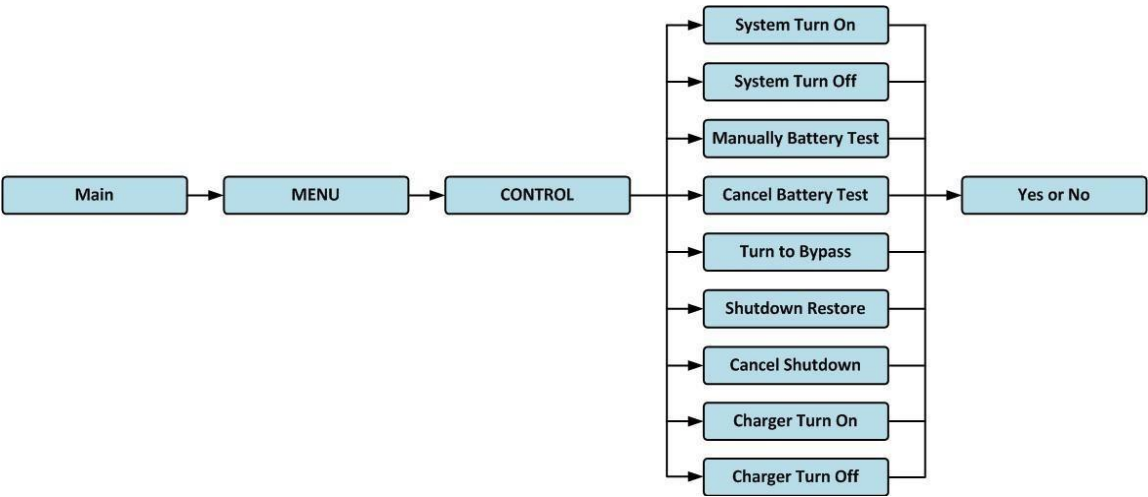 Main
MENU
CONTROL
System Turn On
System Turn Off
Manually Battery Test
Cancel Battery Test
Turn to Bypass
Shutdown Restore
Cancel Shutdown
Charger Turn On
Charger Turn Off
Yes or No